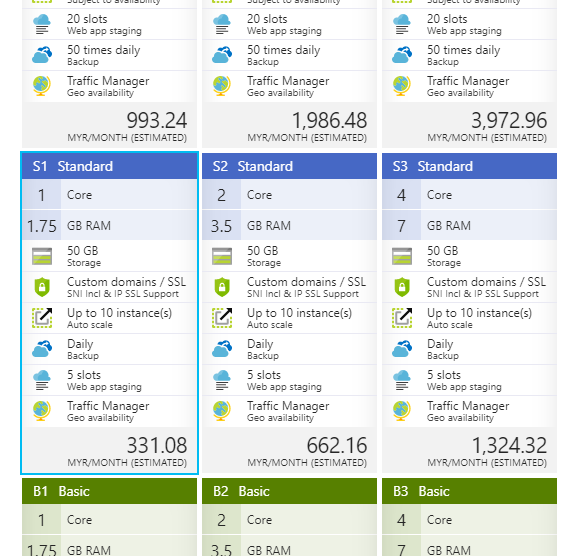 Subject to availability Subject to availability Subject to availability
20 slots 20 slots 20 slots
Web app staging Web app staging Web app staging
50 times daily 50 times daily 50 times daily
Backup Backup Backup
Traffic Manager Traffic Manager Traffic Manager
Geo availability Geo availability Geo availability
993.24 1,986.48 3,972.96
MYR/MONTH (ESTIMATED) MYR/MONTH (ESTIMATED) MYR/MONTH (ESTIMATED)
S1 Standard S2 Standard S3 Standard
1 Core 2 Core 4 Core
1.75 GB RAM 3.5 GB RAM 7 GB RAM
50 GB 50 GB 50 GB
Storage Storage Storage
Custom domains / SSL Custom domains / SSL Custom domains / SSL
SNI Incl & IP SSL Support SNI Incl & IP SSL Support SNI Incl & IP SSL Support
Up to 10 instance(s) Up to 10 instance(s) Up to 10 instance(s)
Auto scale Auto scale Auto scale
Daily Daily Daily
Backup Backup Backup
5 slots 5 slots 5 slots
Web app staging Web app staging Web app staging
Traffic Manager Traffic Manager Traffic Manager
Geo availability Geo availability Geo availability
331.08 662.16 1,324.32
MYR/MONTH (ESTIMATED) MYR/MONTH (ESTIMATED) MYR/MONTH (ESTIMATED)
B1 Basic B2 Basic B3 Basic
1 Core 2 Core 4 Core
1.75 GB RAM 3.5 GB RAM 7 GB RAM